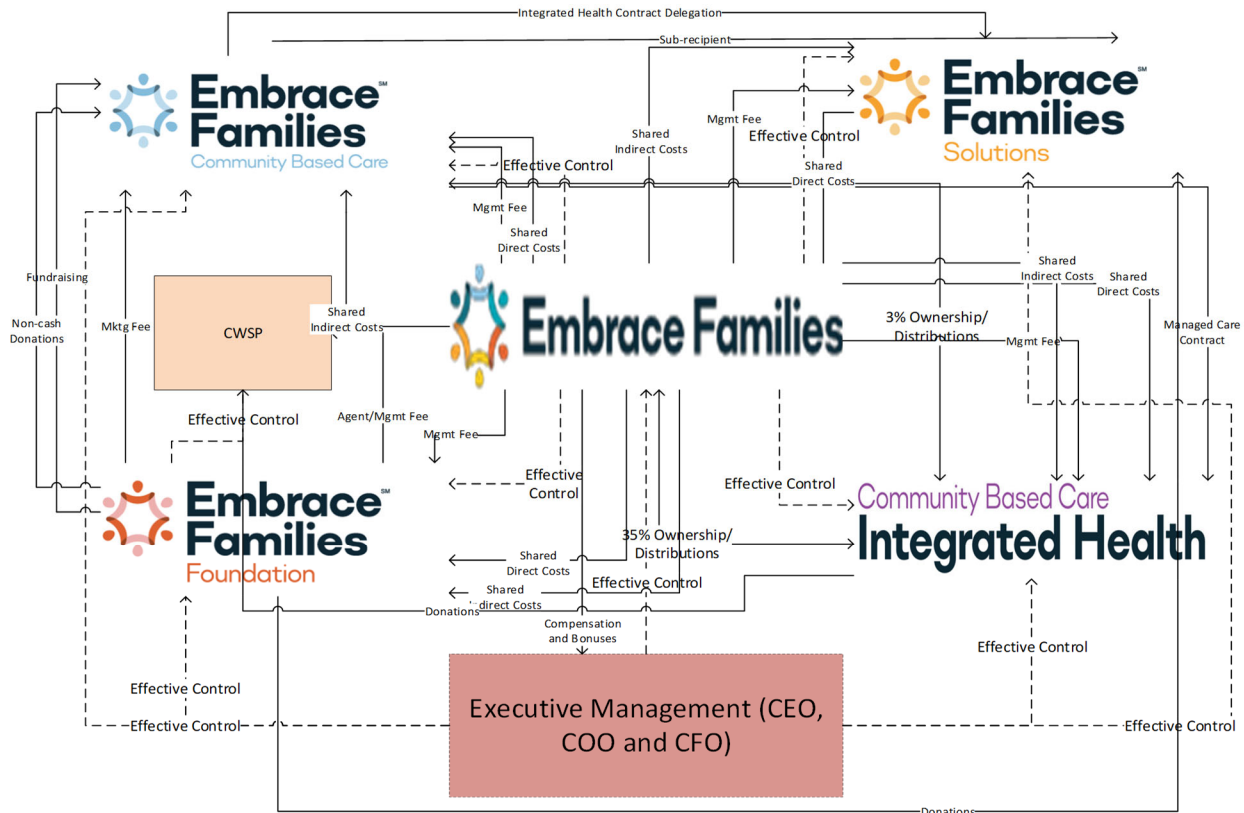 Integrated Health Contract Delegation
Sub-recipient
Embrace℠
Families
Community Based Care
Embrace℠
Families
Solutions
Mgmt Fee
Effective Control
Shared
Indirect Costs
Effective Control
Shared
Direct Costs
Mgmt Fee
Shared
Direct Costs
Fundraising
Non-cash
Donations
Mktg Fee
CWSP
Shared
Indirect Costs
Embrace Families
Shared
Indirect Costs
Shared
Direct Costs
3% Ownership/
Distributions
Mgmt Fee
Managed Care
Contract
Effective Control
Agent/Mgmt Fee
Mgmt Fee
Effective
Control
Effective Control
Embrace℠
Families
Foundation
Community Based Care
Integrated Health
35% Ownership/
Distributions
Shared
Direct Costs
Effective Control
Shared
direct Costs
Donations
Compensation
and Bonuses
Effective Control
Effective Control
Effective Control
Executive Management (CEO,
COO and CFO)
Effective Control
Donations